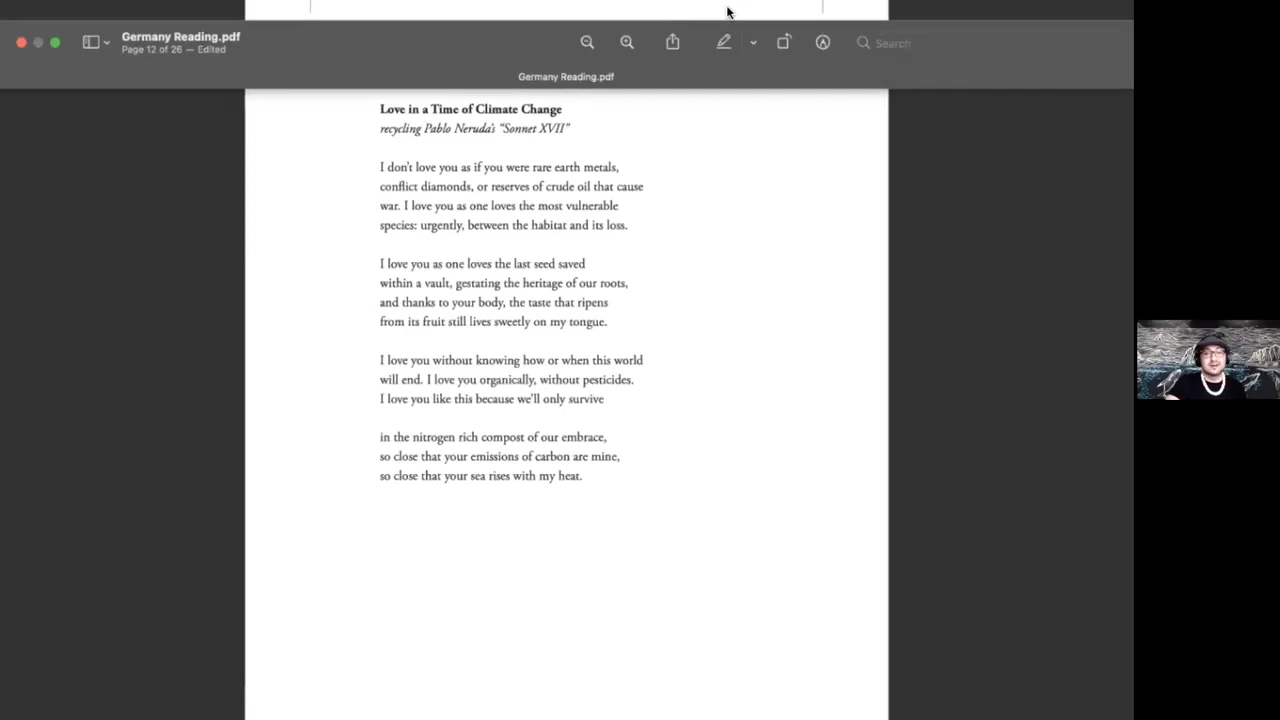 Germany Reading.pdf
Page 12 of 26 — Edited
Search
Germany Reading.pdf
Love in a Time of Climate Change
recycling Pablo Neruda's “Sonnet XVII”
I don't love you as if you were rare earth metals,
conflict diamonds, or reserves of crude oil that cause
war. I love you as one loves the most vulnerable
species: urgently, between the habitat and its loss.
I love you as one loves the last seed saved
within a vault, gestating the heritage of our roots,
and thanks to your body, the taste that ripens
from its fruit still lives sweetly on my tongue.
I love you without knowing how or when this world
will end. I love you organically, without pesticides.
I love you like this because we'll only survive
in the nitrogen rich compost of our embrace,
so close that your emissions of carbon are mine,
so close that your sea rises with my heat.